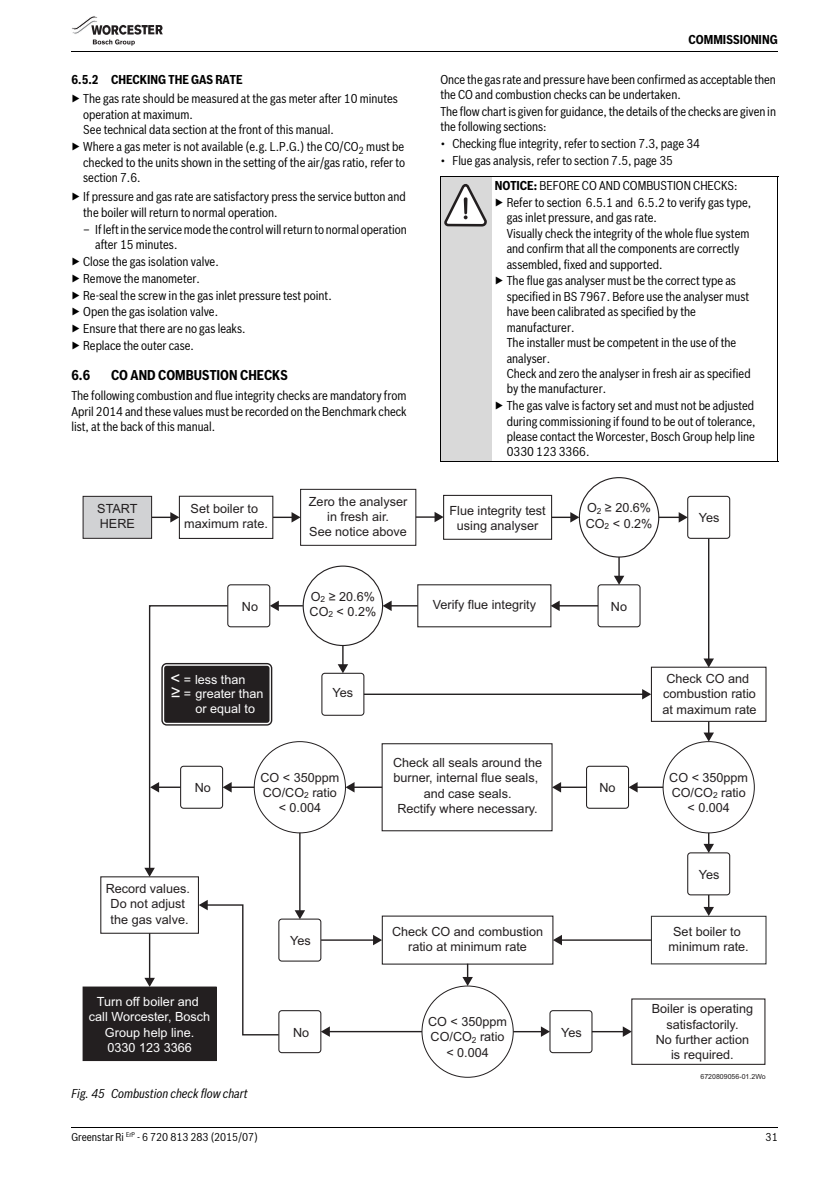 WORCESTER
Bosch Group
COMMISSIONING
6.5.2 CHECKING THE GAS RATE
▶ The gas rate should be measured at the gas meter after 10 minutes
operation at maximum.
See technical data section at the front of this manual.
▶ Where a gas meter is not available (e.g. L.P.G.) the CO/CO₂ must be
checked to the units shown in the setting of the air/gas ratio, refer to
section 7.6.
▶ If pressure and gas rate are satisfactory press the service button and
the boiler will return to normal operation.
– If left in the service mode the control will return to normal operation
after 15 minutes.
▶ Close the gas isolation valve.
▶ Remove the manometer.
▶ Re-seal the screw in the gas inlet pressure test point.
▶ Open the gas isolation valve.
▶ Ensure that there are no gas leaks.
▶ Replace the outer case.
6.6 CO AND COMBUSTION CHECKS
The following combustion and flue integrity checks are mandatory from
April 2014 and these values must be recorded on the Benchmark check
list, at the back of this manual.
Once the gas rate and pressure have been confirmed as acceptable then
the CO and combustion checks can be undertaken.
The flow chart is given for guidance, the details of the checks are given in
the following sections:
• Checking flue integrity, refer to section 7.3, page 34
• Flue gas analysis, refer to section 7.5, page 35
NOTICE: BEFORE CO AND COMBUSTION CHECKS:
▶ Refer to section 6.5.1 and 6.5.2 to verify gas type,
gas inlet pressure, and gas rate.
Visually check the integrity of the whole flue system
and confirm that all the components are correctly
assembled, fixed and supported.
▶ The flue gas analyser must be the correct type as
specified in BS 7967. Before use the analyser must
have been calibrated as specified by the
manufacturer.
The installer must be competent in the use of the
analyser.
Check and zero the analyser in fresh air as specified
by the manufacturer.
▶ The gas valve is factory set and must not be adjusted
during commissioning if found to be out of tolerance,
please contact the Worcester, Bosch Group help line
0330 123 3366.
START
HERE
Set boiler to
maximum rate.
Zero the analyser
in fresh air.
See notice above
Flue integrity test
using analyser
O₂ ≥ 20.6%
CO₂ < 0.2%
Yes
No
O₂ ≥ 20.6%
CO₂ < 0.2%
Verify flue integrity
No
< = less than
≥ = greater than
or equal to
Yes
Check CO and
combustion ratio
at maximum rate
No
CO < 350ppm
CO/CO₂ ratio
< 0.004
Check all seals around the
burner, internal flue seals,
and case seals.
Rectify where necessary.
No
CO < 350ppm
CO/CO₂ ratio
< 0.004
Yes
Record values.
Do not adjust
the gas valve.
Yes
Check CO and combustion
ratio at minimum rate
Set boiler to
minimum rate.
Turn off boiler and
call Worcester, Bosch
Group help line.
0330 123 3366
No
CO < 350ppm
CO/CO₂ ratio
< 0.004
Yes
Boiler is operating
satisfactorily.
No further action
is required.
6720809056-01.2Wo
Fig. 45 Combustion check flow chart
Greenstar Ri ErP - 6 720 813 283 (2015/07)
31